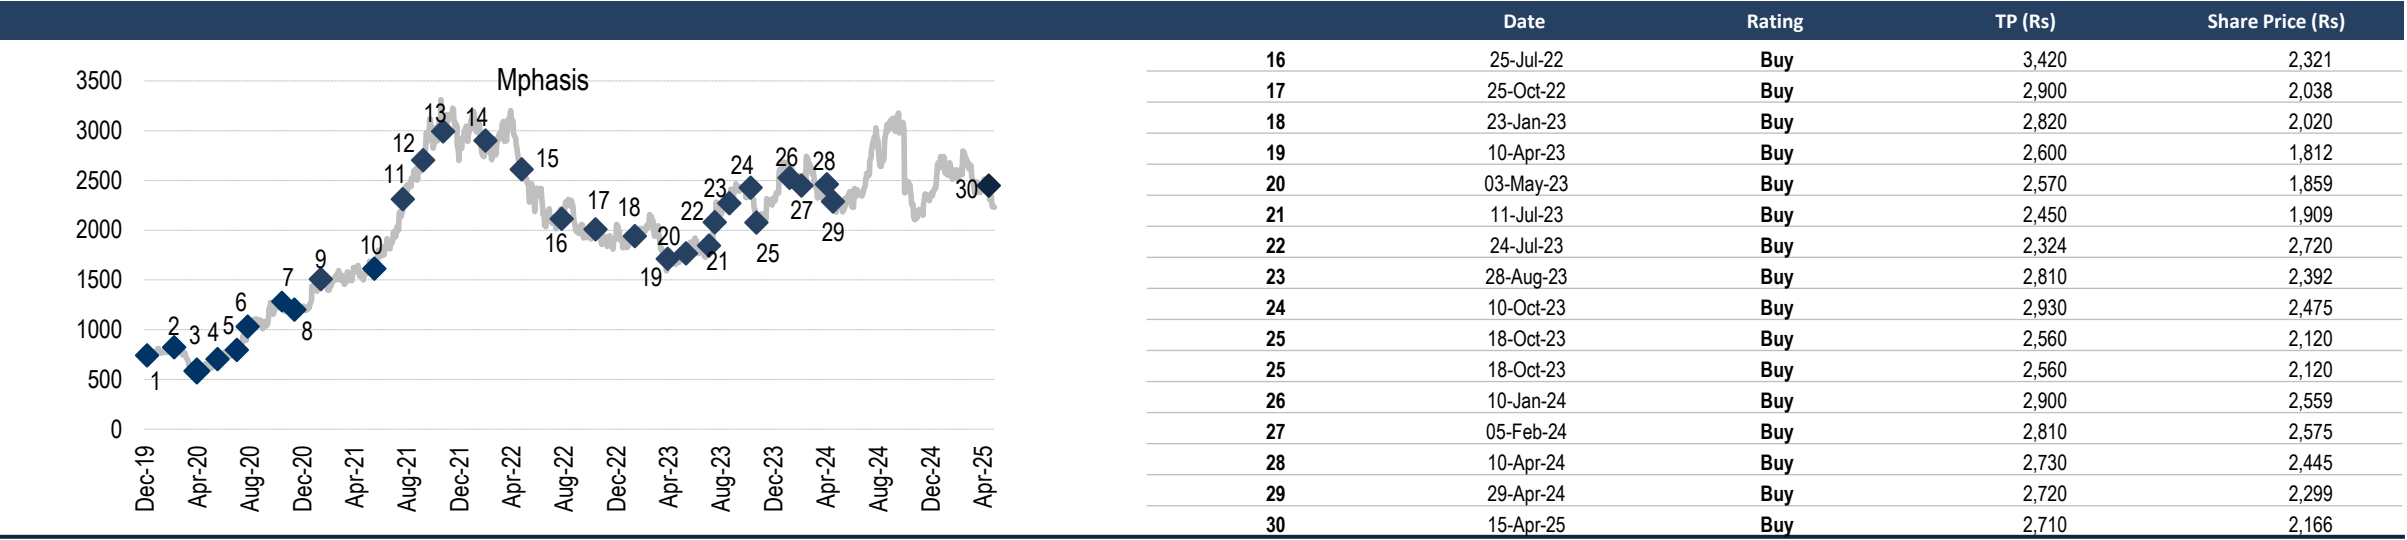 Date Rating TP (Rs) Share Price (Rs)
Mphasis
3500
3000
2500
2000
1500
1000
500
0
1
2
3
4
5
6
7
8
9
10
11
12
13
14
15
16
17
18
19
20
21
22
23
24
25
26
27
28
29
30
Dec-19
Apr-20
Aug-20
Dec-20
Apr-21
Aug-21
Dec-21
Apr-22
Aug-22
Dec-22
Apr-23
Aug-23
Dec-23
Apr-24
Aug-24
Dec-24
Apr-25
16 25-Jul-22 Buy 3,420 2,321
17 25-Oct-22 Buy 2,900 2,038
18 23-Jan-23 Buy 2,820 2,020
19 10-Apr-23 Buy 2,600 1,812
20 03-May-23 Buy 2,570 1,859
21 11-Jul-23 Buy 2,450 1,909
22 24-Jul-23 Buy 2,324 2,720
23 28-Aug-23 Buy 2,810 2,392
24 10-Oct-23 Buy 2,930 2,475
25 18-Oct-23 Buy 2,560 2,120
25 18-Oct-23 Buy 2,560 2,120
26 10-Jan-24 Buy 2,900 2,559
27 05-Feb-24 Buy 2,810 2,575
28 10-Apr-24 Buy 2,730 2,445
29 29-Apr-24 Buy 2,720 2,299
30 15-Apr-25 Buy 2,710 2,166